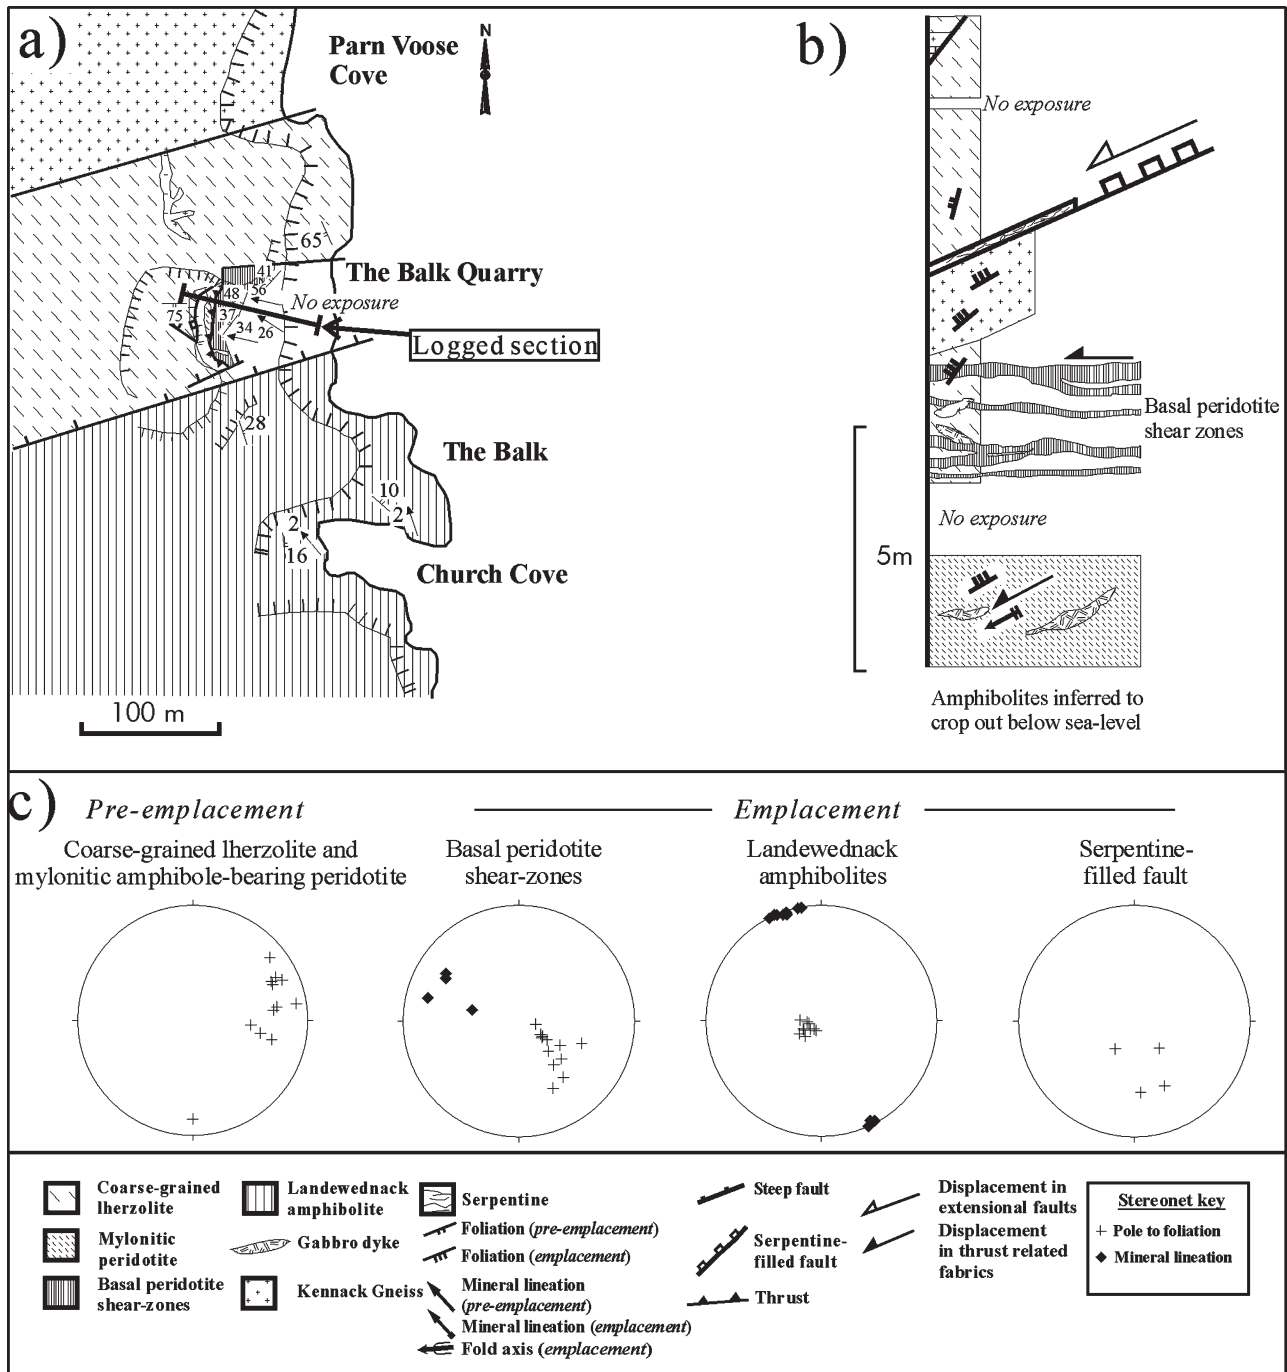 a)
Parn Voose
Cove
N
65
The Balk Quarry
41
48
56
No exposure
75
37
34
26
Logged section
28
The Balk
10
2
2
16
Church Cove
100 m
b)
No exposure
Basal peridotite
shear zones
No exposure
5m
Amphibolites inferred to
crop out below sea-level
c)
Pre-emplacement
Emplacement
Coarse-grained lherzolite and
mylonitic amphibole-bearing peridotite
Basal peridotite
shear-zones
Landewednack
amphibolites
Serpentine-
filled fault
Coarse-grained
lherzolite
Mylonitic
peridotite
Basal peridotite
shear-zones
Landewednack
amphibolite
Gabbro dyke
Kennack Gneiss
Serpentine
Foliation (pre-emplacement)
Foliation (emplacement)
Mineral lineation
(pre-emplacement)
Mineral lineation (emplacement)
Fold axis (emplacement)
Steep fault
Serpentine-
filled fault
Thrust
Displacement in
extensional faults
Displacement
in thrust related
fabrics
Stereonet key
Pole to foliation
Mineral lineation